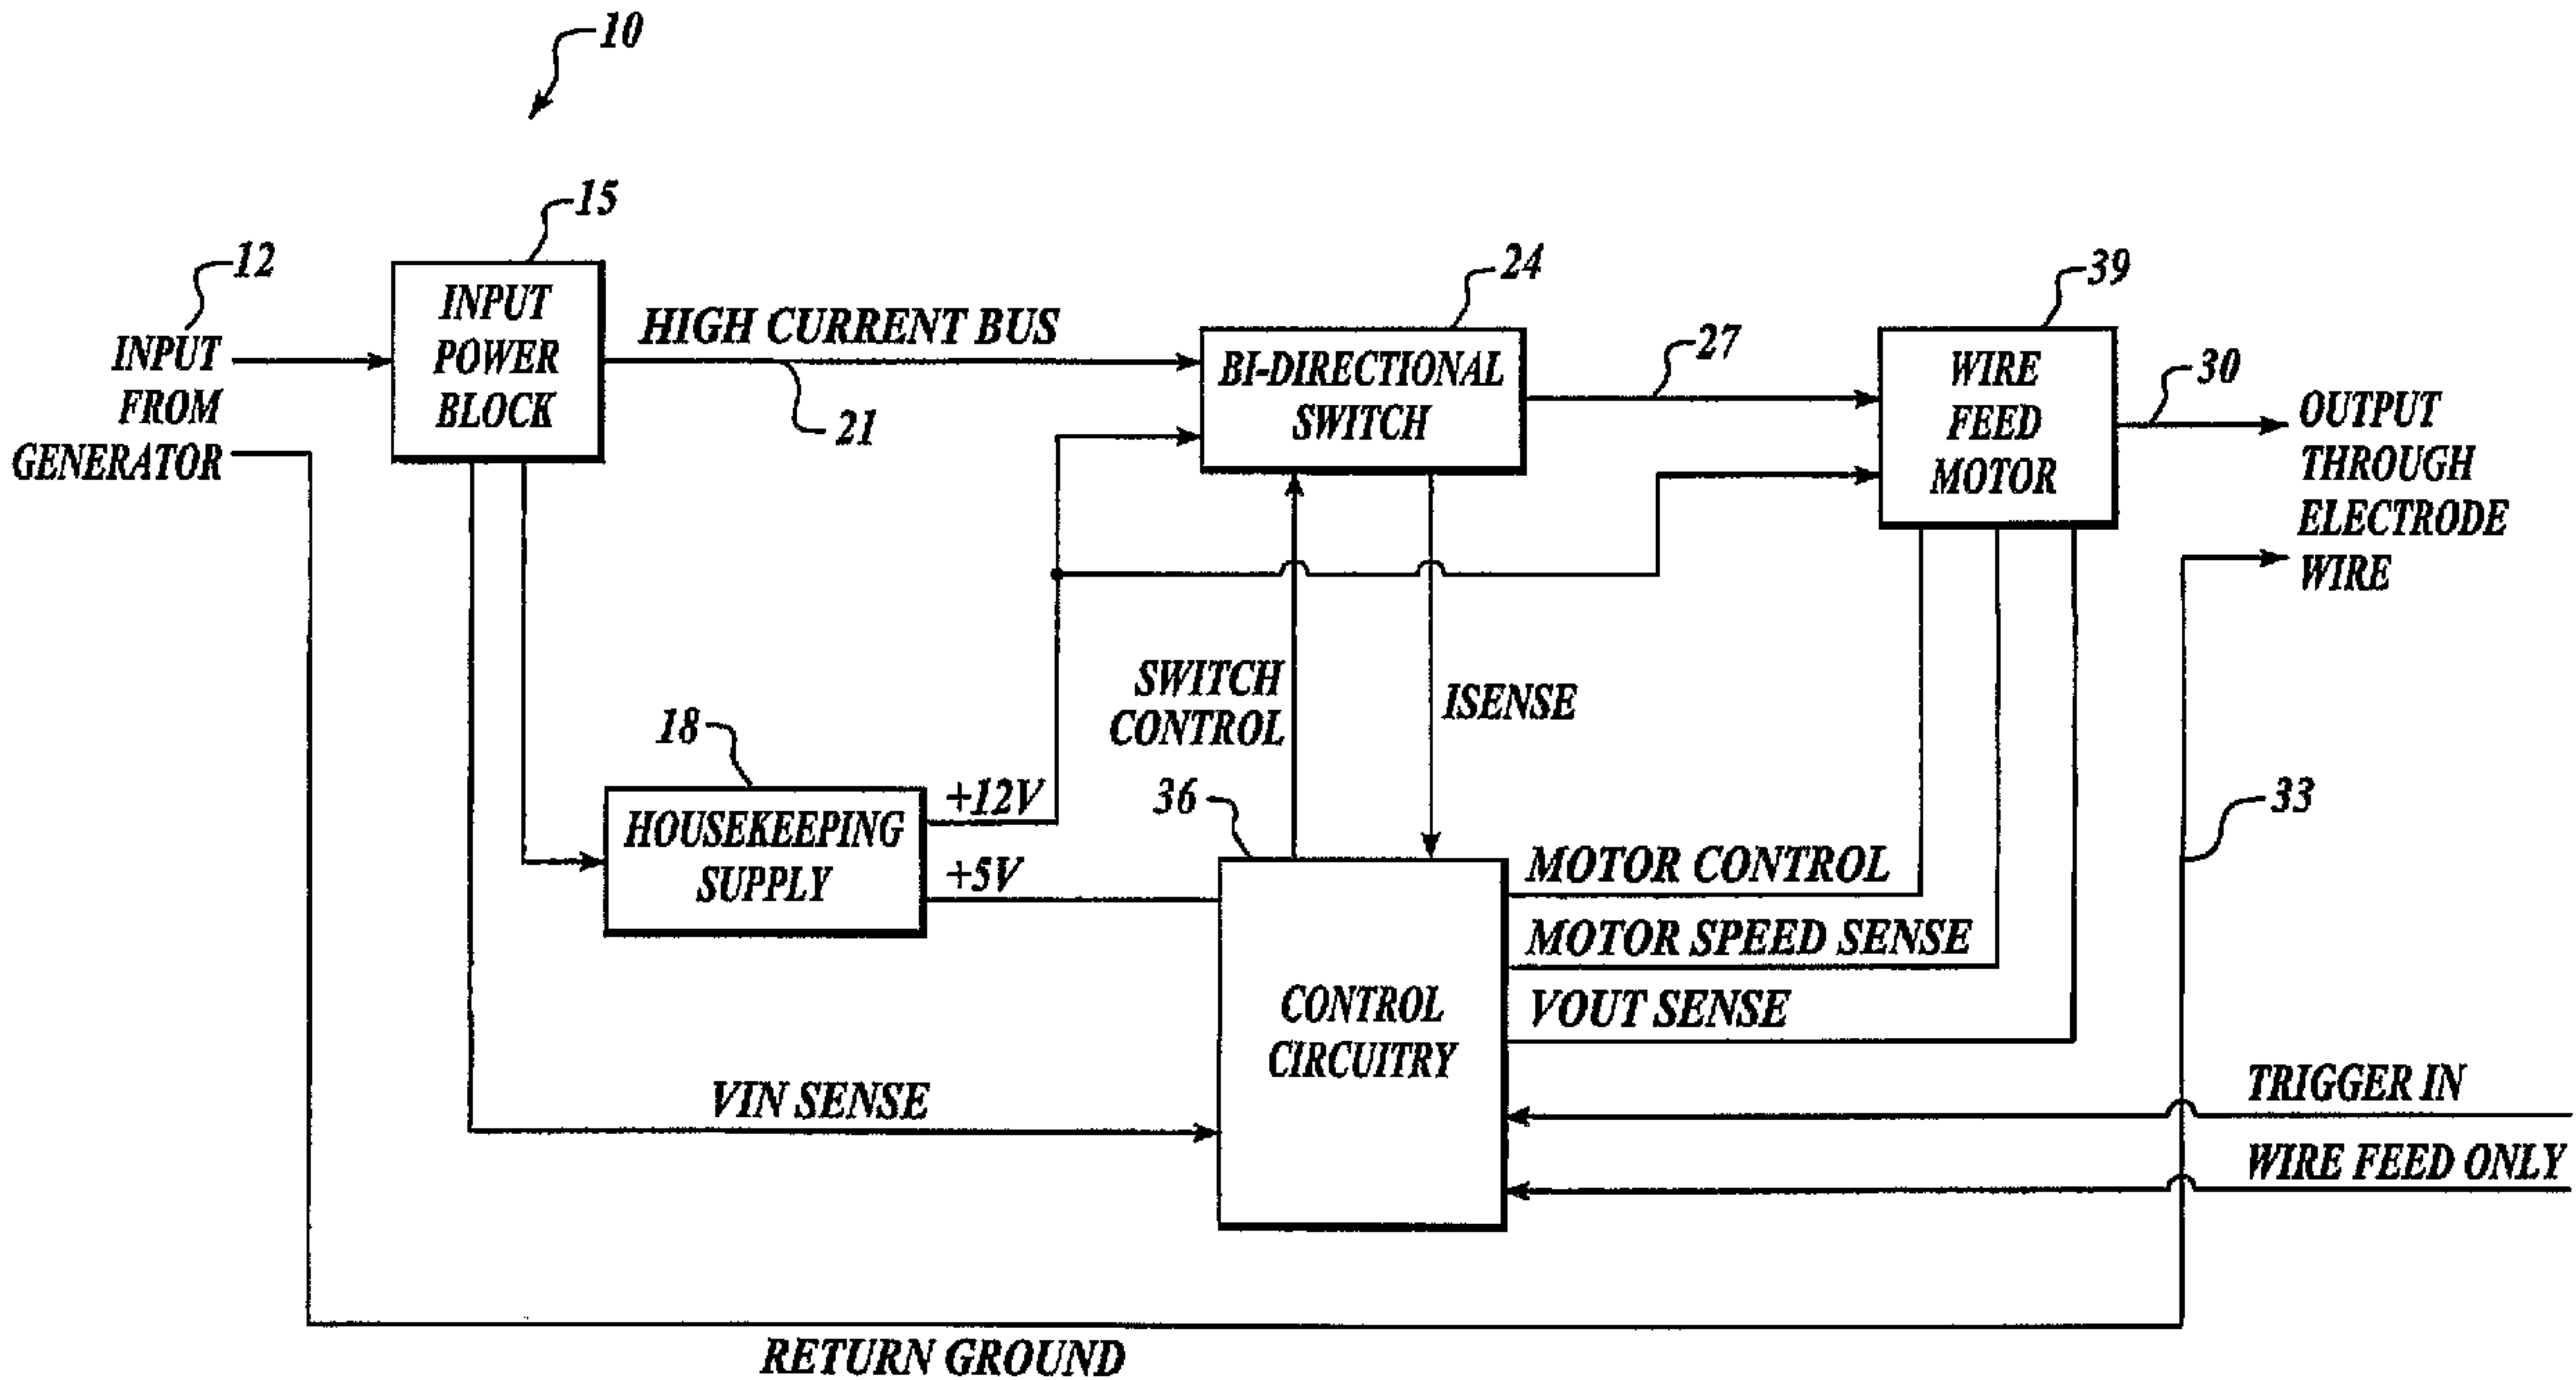 10
15
12
24
39
INPUT
FROM
GENERATOR
INPUT
POWER
BLOCK
HIGH CURRENT BUS
21
BI-DIRECTIONAL
SWITCH
27
WIRE
FEED
MOTOR
30
OUTPUT
THROUGH
ELECTRODE
WIRE
SWITCH
CONTROL
ISENSE
18
HOUSEKEEPING
SUPPLY
+12V
+5V
36
33
CONTROL
CIRCUITRY
MOTOR CONTROL
MOTOR SPEED SENSE
VOUT SENSE
VIN SENSE
TRIGGER IN
WIRE FEED ONLY
RETURN GROUND